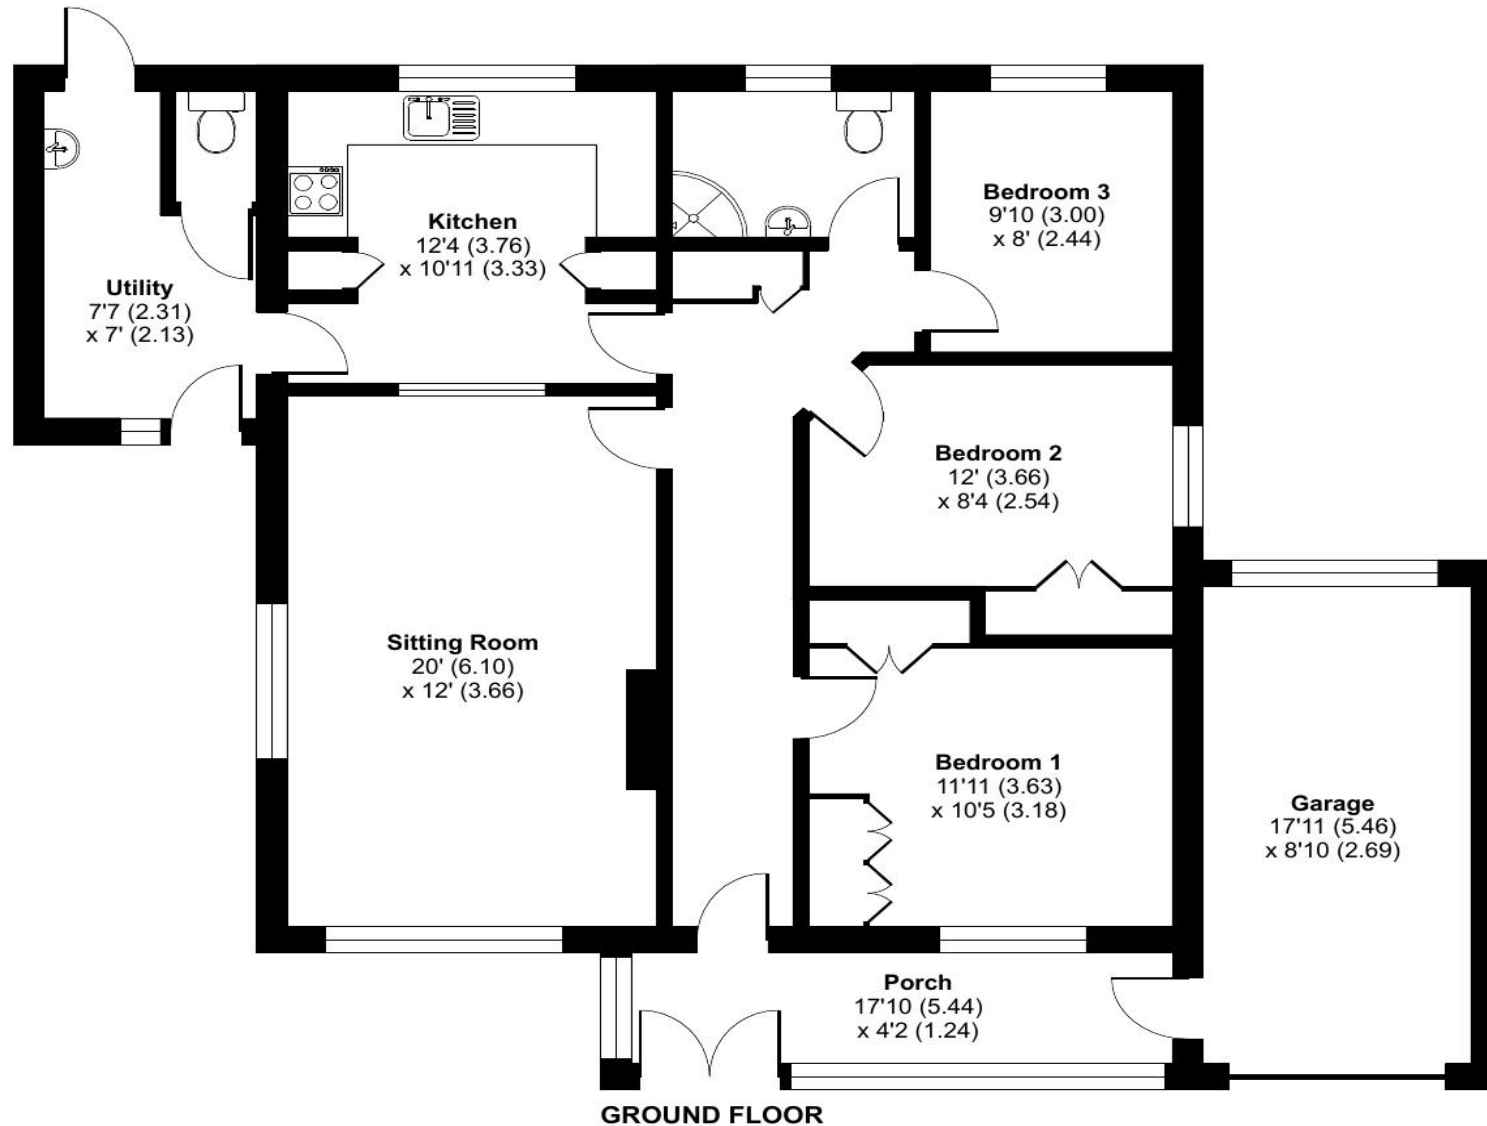 Bedroom 3
9'10 (3.00)
x 8' (2.44)
Kitchen
12'4 (3.76)
x 10'11 (3.33)
Utility
7'7 (2.31)
x 7' (2.13)
Bedroom 2
12' (3.66)
x 8'4 (2.54)
Sitting Room
20' (6.10)
x 12' (3.66)
Bedroom 1
11'11 (3.63)
x 10'5 (3.18)
Garage
17'11 (5.46)
x 8'10 (2.69)
Porch
17'10 (5.44)
x 4'2 (1.24)
GROUND FLOOR